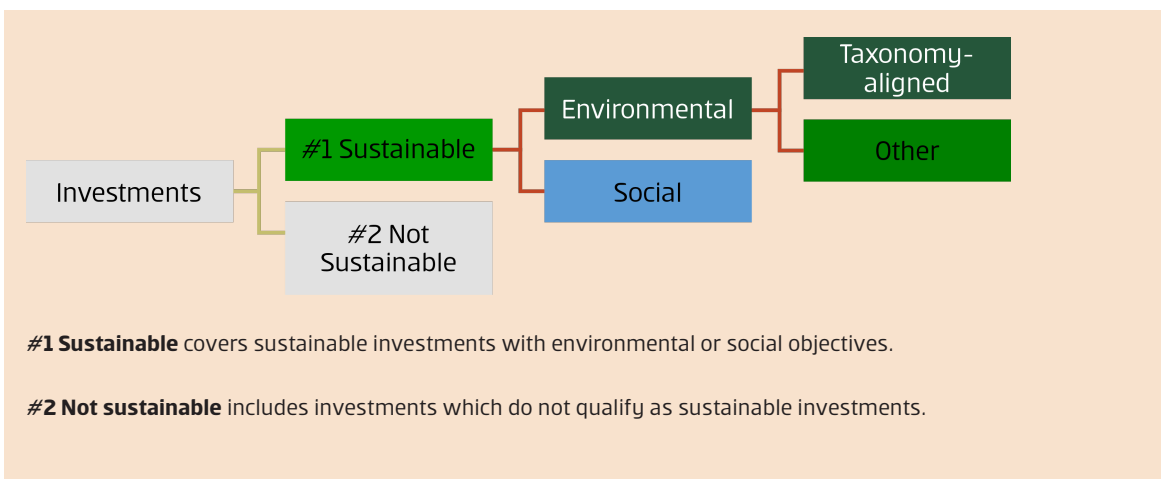 Taxonomy-
aligned
Environmental
#1 Sustainable
Other
Investments
Social
#2 Not
Sustainable
#1 Sustainable covers sustainable investments with environmental or social objectives.
#2 Not sustainable includes investments which do not qualify as sustainable investments.